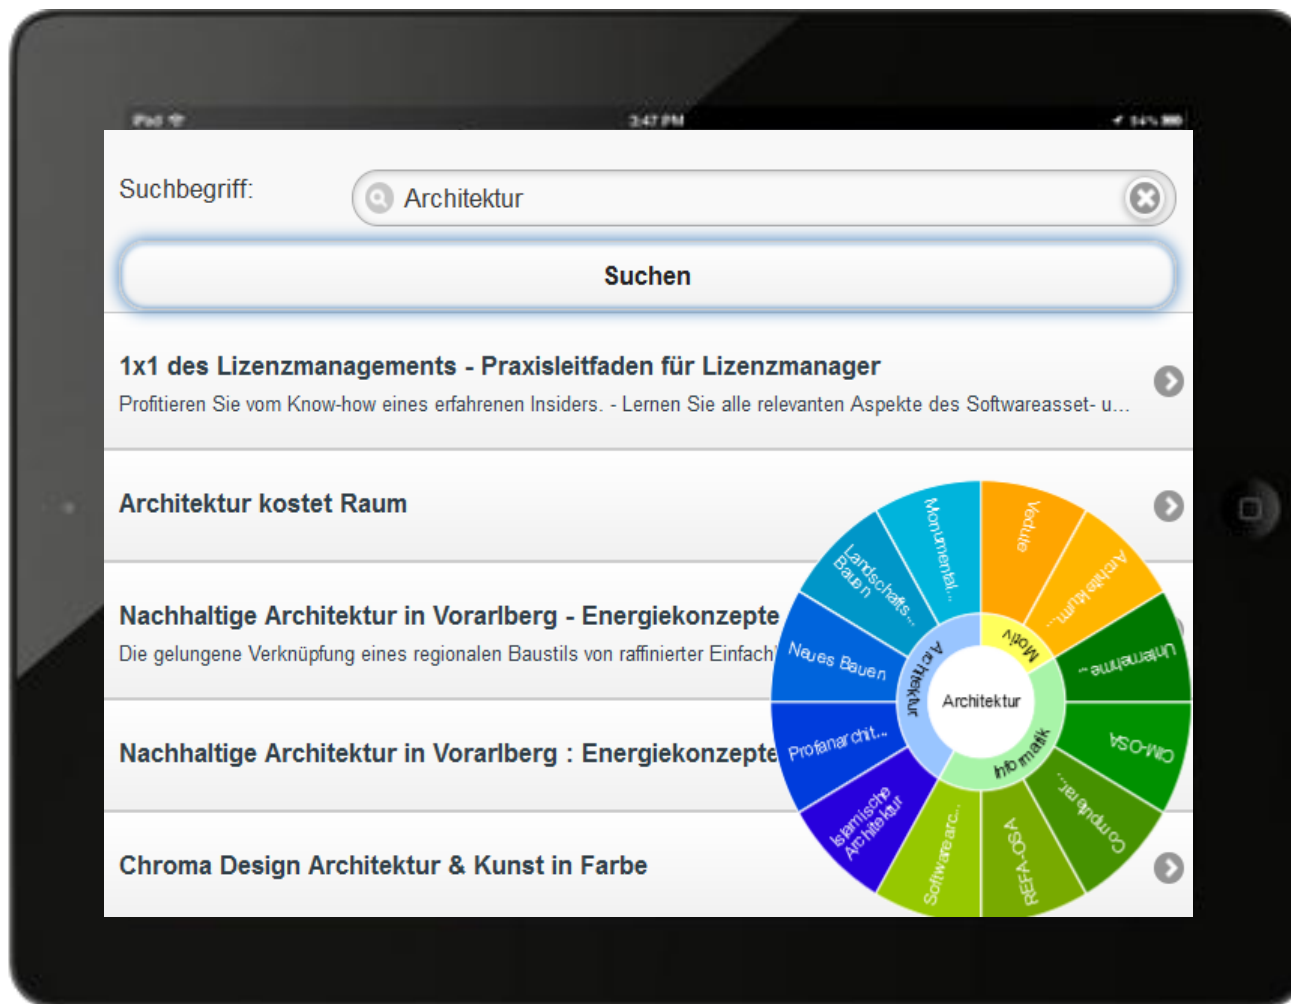 iPad
3:47 PM
54%
Suchbegriff:
Architektur
Suchen
1x1 des Lizenzmanagements - Praxisleitfaden für Lizenzmanager
Profitieren Sie vom Know-how eines erfahrenen Insiders. - Lernen Sie alle relevanten Aspekte des Softwareasset- u...
Architektur kostet Raum
Nachhaltige Architektur in Vorarlberg - Energiekonzepte
Die gelungene Verknüpfung eines regionalen Baustils von raffinierter Einfach
Nachhaltige Architektur in Vorarlberg : Energiekonzepte
Chroma Design Architektur & Kunst in Farbe
Architektur
Motiv
Informatik
Architektur
Vedute
Architekturm...
Unternehme...
CIM-OSA
Computerar...
REFA-OSA
Softwarearc...
Islamische
Architektur
Profanarchit...
Neues Bauen
Landschafts...
Bauen
Monumental...